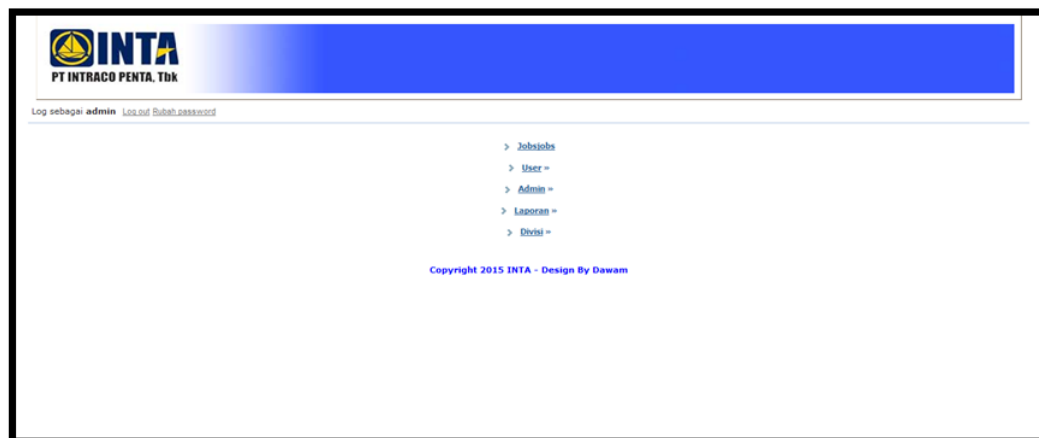 INTA
PT INTRACO PENTA, Tbk
Log sebagai admin Log out Rubah password
Jobsjobs
User »
Admin »
Laporan »
Divisi »
Copyright 2015 INTA - Design By Dawam